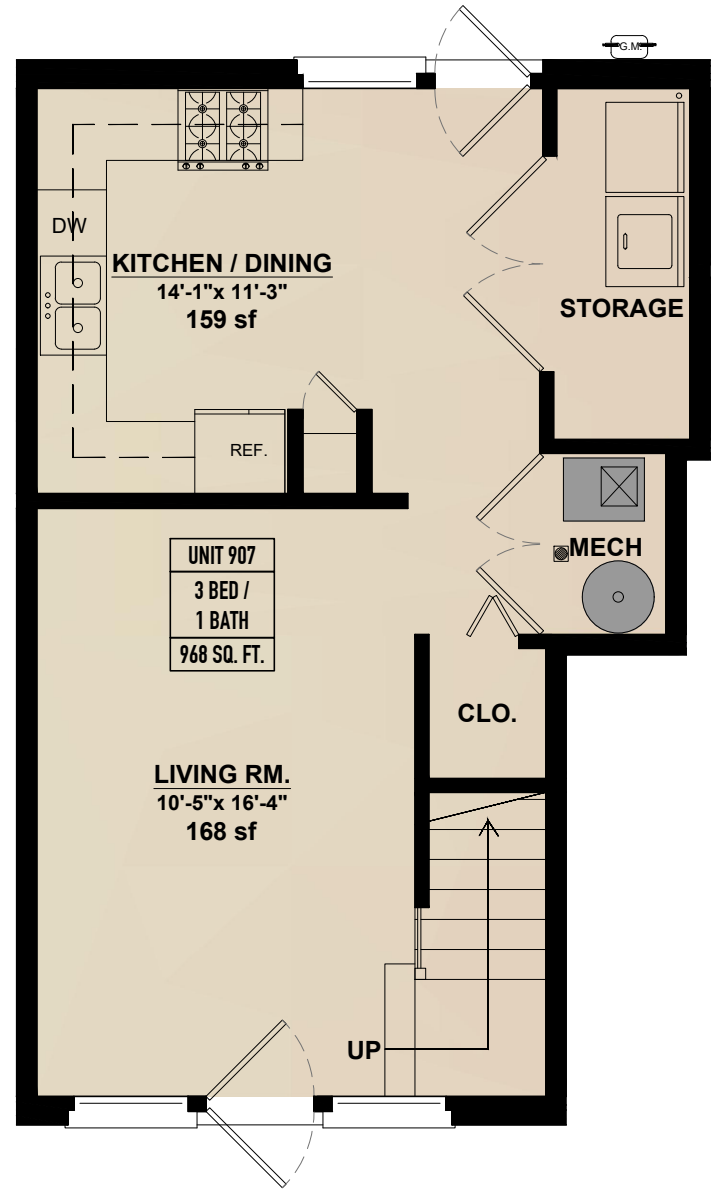 G.M.
DW
KITCHEN / DINING
14'-1"x 11'-3"
159 sf
STORAGE
REF.
UNIT 907
3 BED /
1 BATH
968 SQ. FT.
MECH
CLO.
LIVING RM.
10'-5"x 16'-4"
168 sf
UP